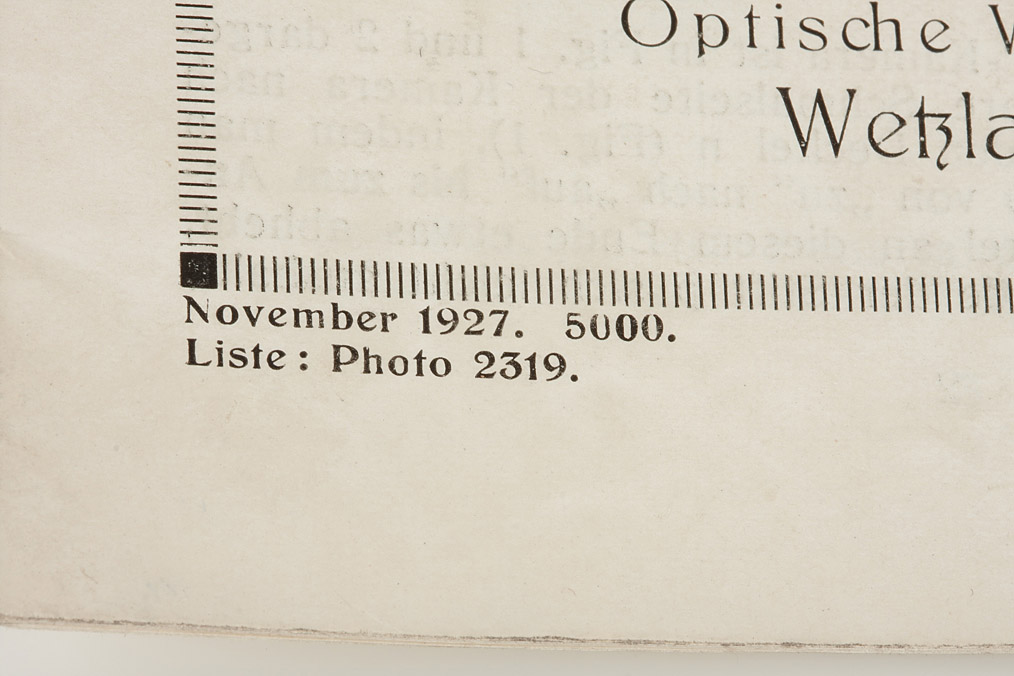 Optische W
Wetzla
November 1927. 5000.
Liste: Photo 2319.